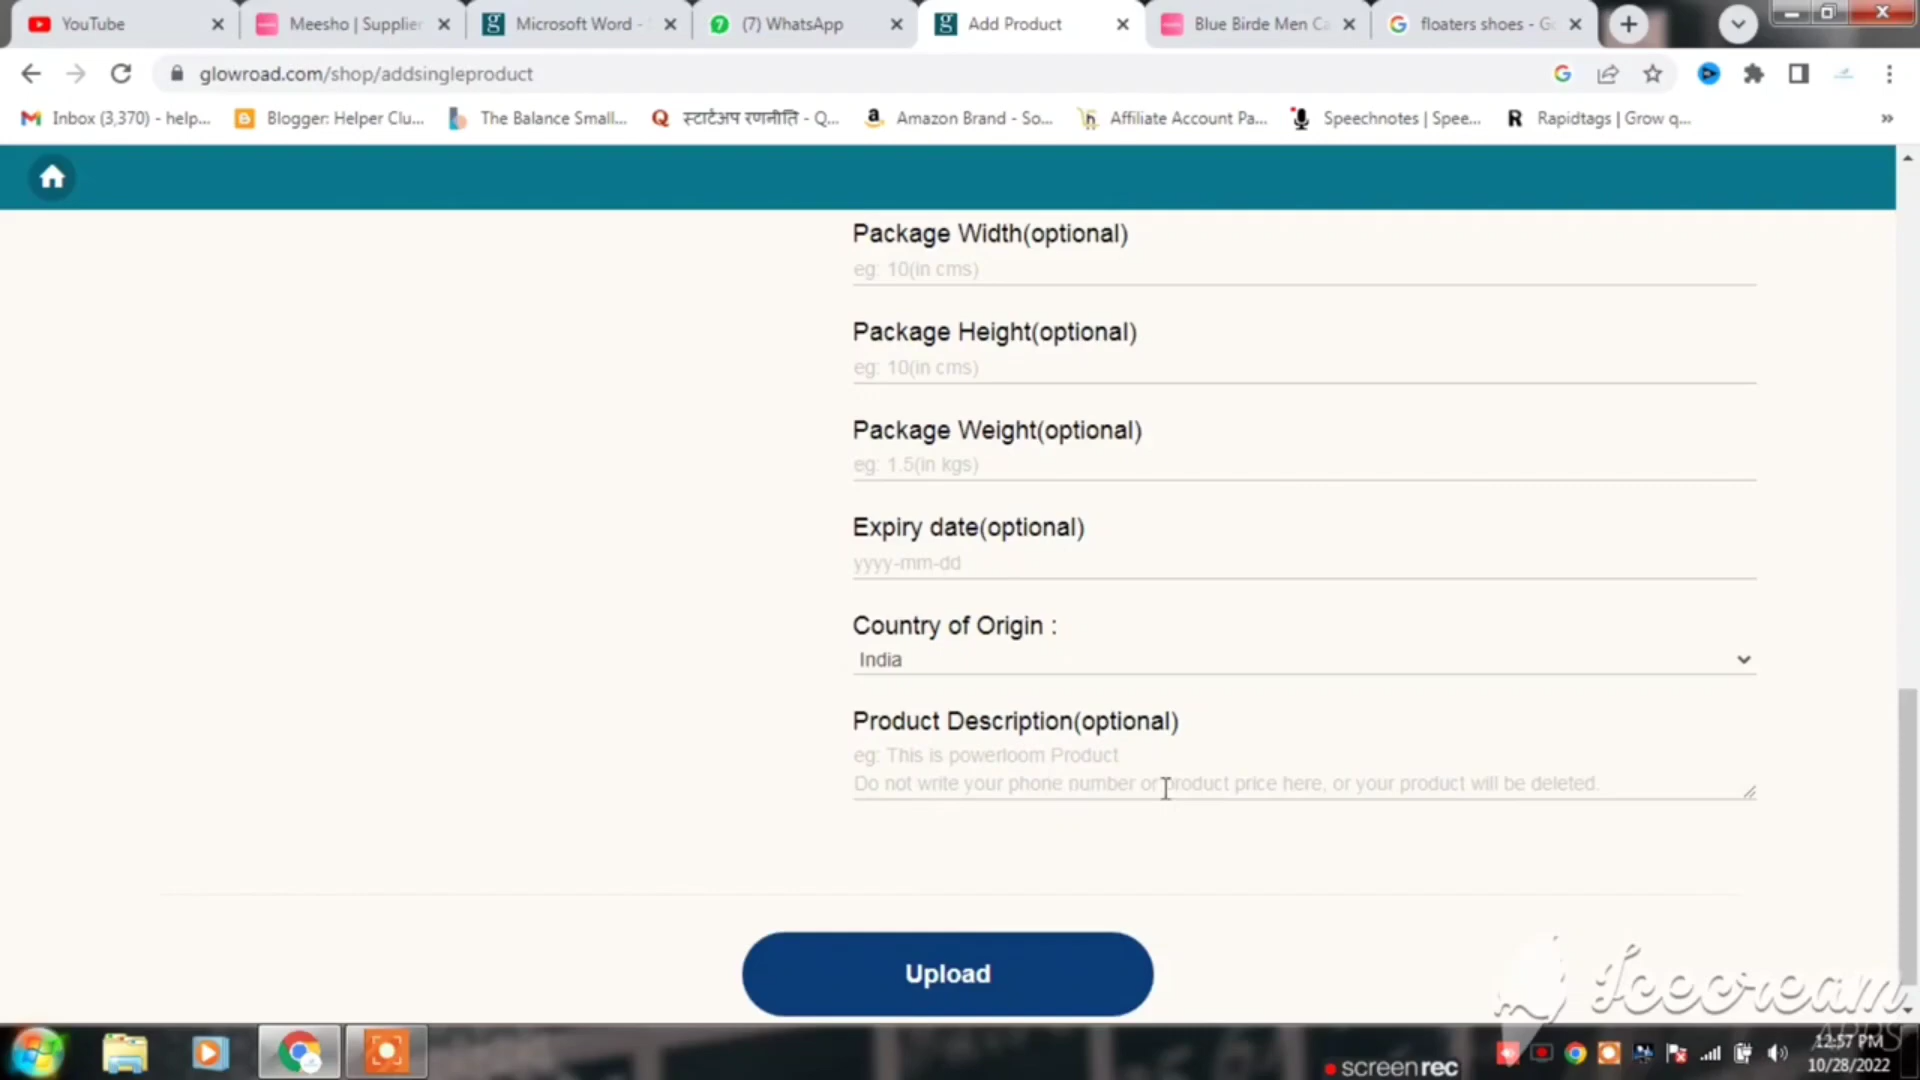 YouTube
Meesho | Supplier
Microsoft Word -
(7) WhatsApp
Add Product
Blue Birde Men Ca
floaters shoes - Go
glowroad.com/shop/addsingleproduct
Inbox (3,370) - help...
Blogger: Helper Clu...
The Balance Small...
स्टार्टअप रणनीति - Q...
Amazon Brand - So...
Affiliate Account Pa...
Speechnotes | Spee...
Rapidtags | Grow q...
Package Width(optional)
eg: 10(in cms)
Package Height(optional)
eg: 10(in cms)
Package Weight(optional)
eg: 1.5(in kgs)
Expiry date(optional)
yyyy-mm-dd
Country of Origin :
India
Product Description(optional)
eg: This is powerloom Product
Do not write your phone number or product price here, or your product will be deleted.
Upload
Icecream
APPS
12:57 PM
screenrec
10/28/2022